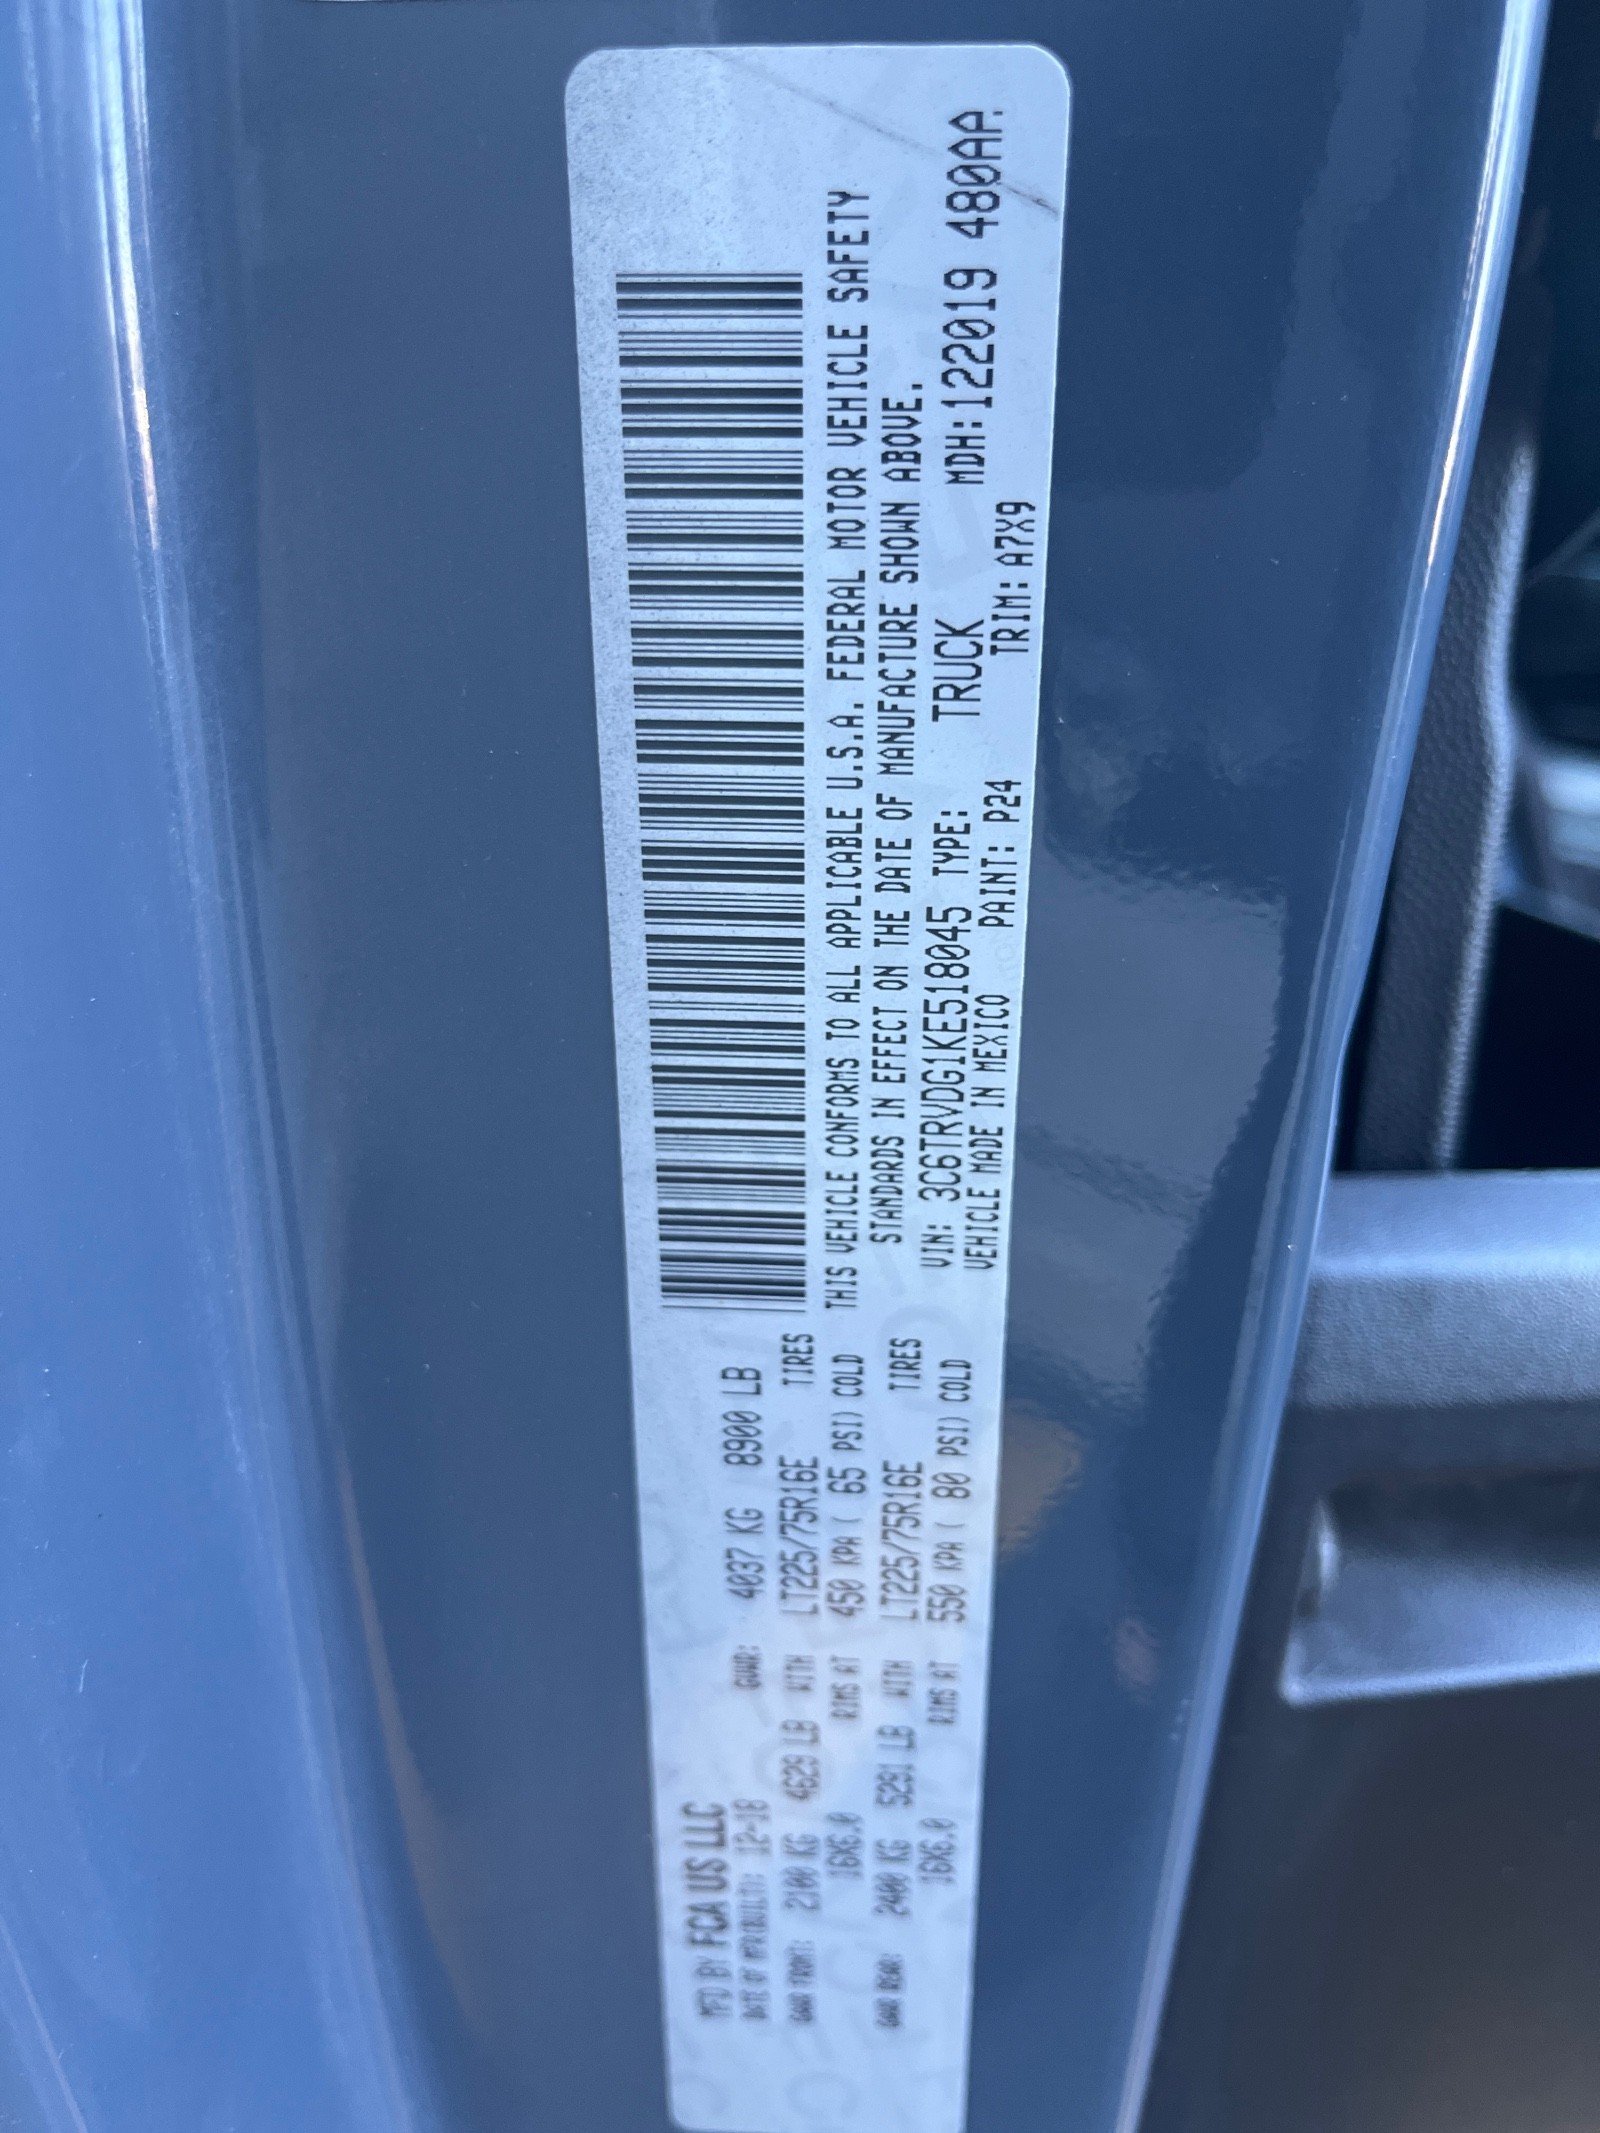 MFD BY FCA US LLC
DATE OF MFR(BUILT): 12-18 GVWR: 4037 KG 8900 LB
GAWR FRONT: 2100 KG 4629 LB WITH LT225/75R16E TIRES
16X6.0 RIMS AT 450 KPA ( 65 PSI) COLD
GAWR REAR: 2400 KG 5291 LB WITH LT225/75R16E TIRES
16X6.0 RIMS AT 550 KPA ( 80 PSI) COLD
THIS VEHICLE CONFORMS TO ALL APPLICABLE U.S.A. FEDERAL MOTOR VEHICLE SAFETY
STANDARDS IN EFFECT ON THE DATE OF MANUFACTURE SHOWN ABOVE.
VIN: 3C6TRVDG1KE518045 TYPE: TRUCK MDH:122019 480AA
VEHICLE MADE IN MEXICO PAINT: P24 TRIM: A7X9